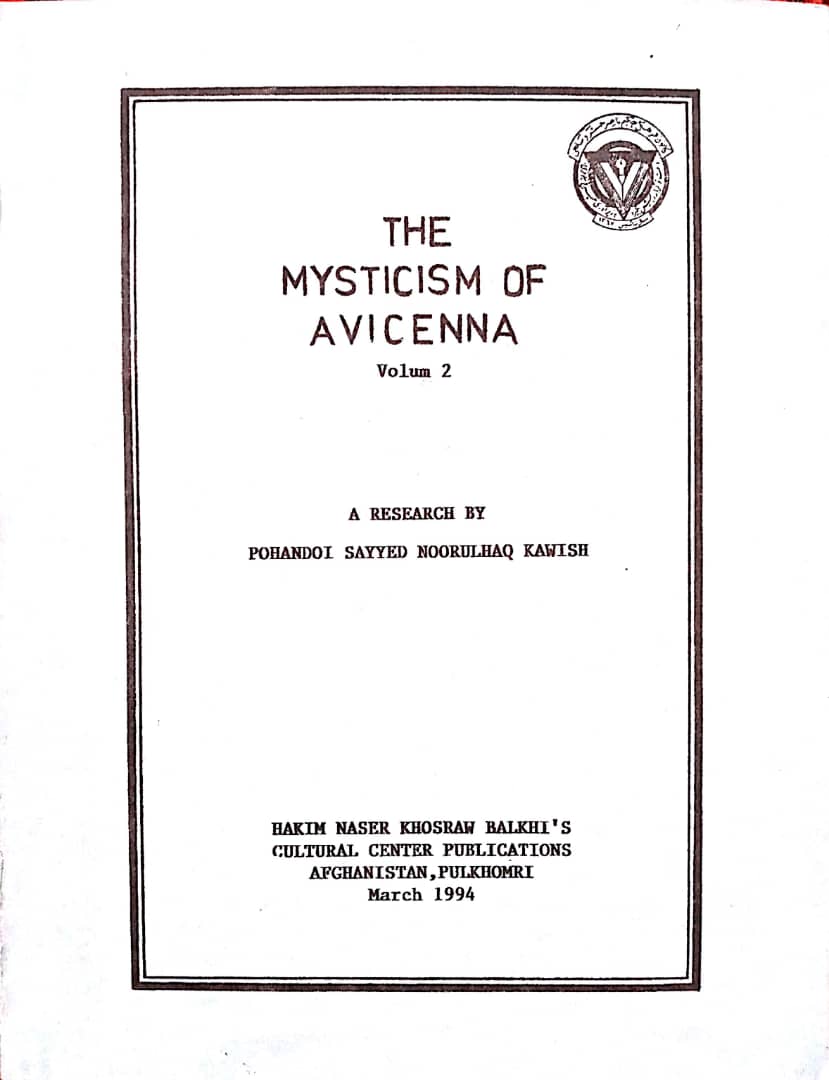 THE
MYSTICISM OF
AVICENNA
Volum 2
A RESEARCH BY
POHANDOI SAYYED NOORULHAQ KAWISH
HAKIM NASER KHOSRAW BALKHI'S
CULTURAL CENTER PUBLICATIONS
AFGHANISTAN,PULKHOMRI
March 1994